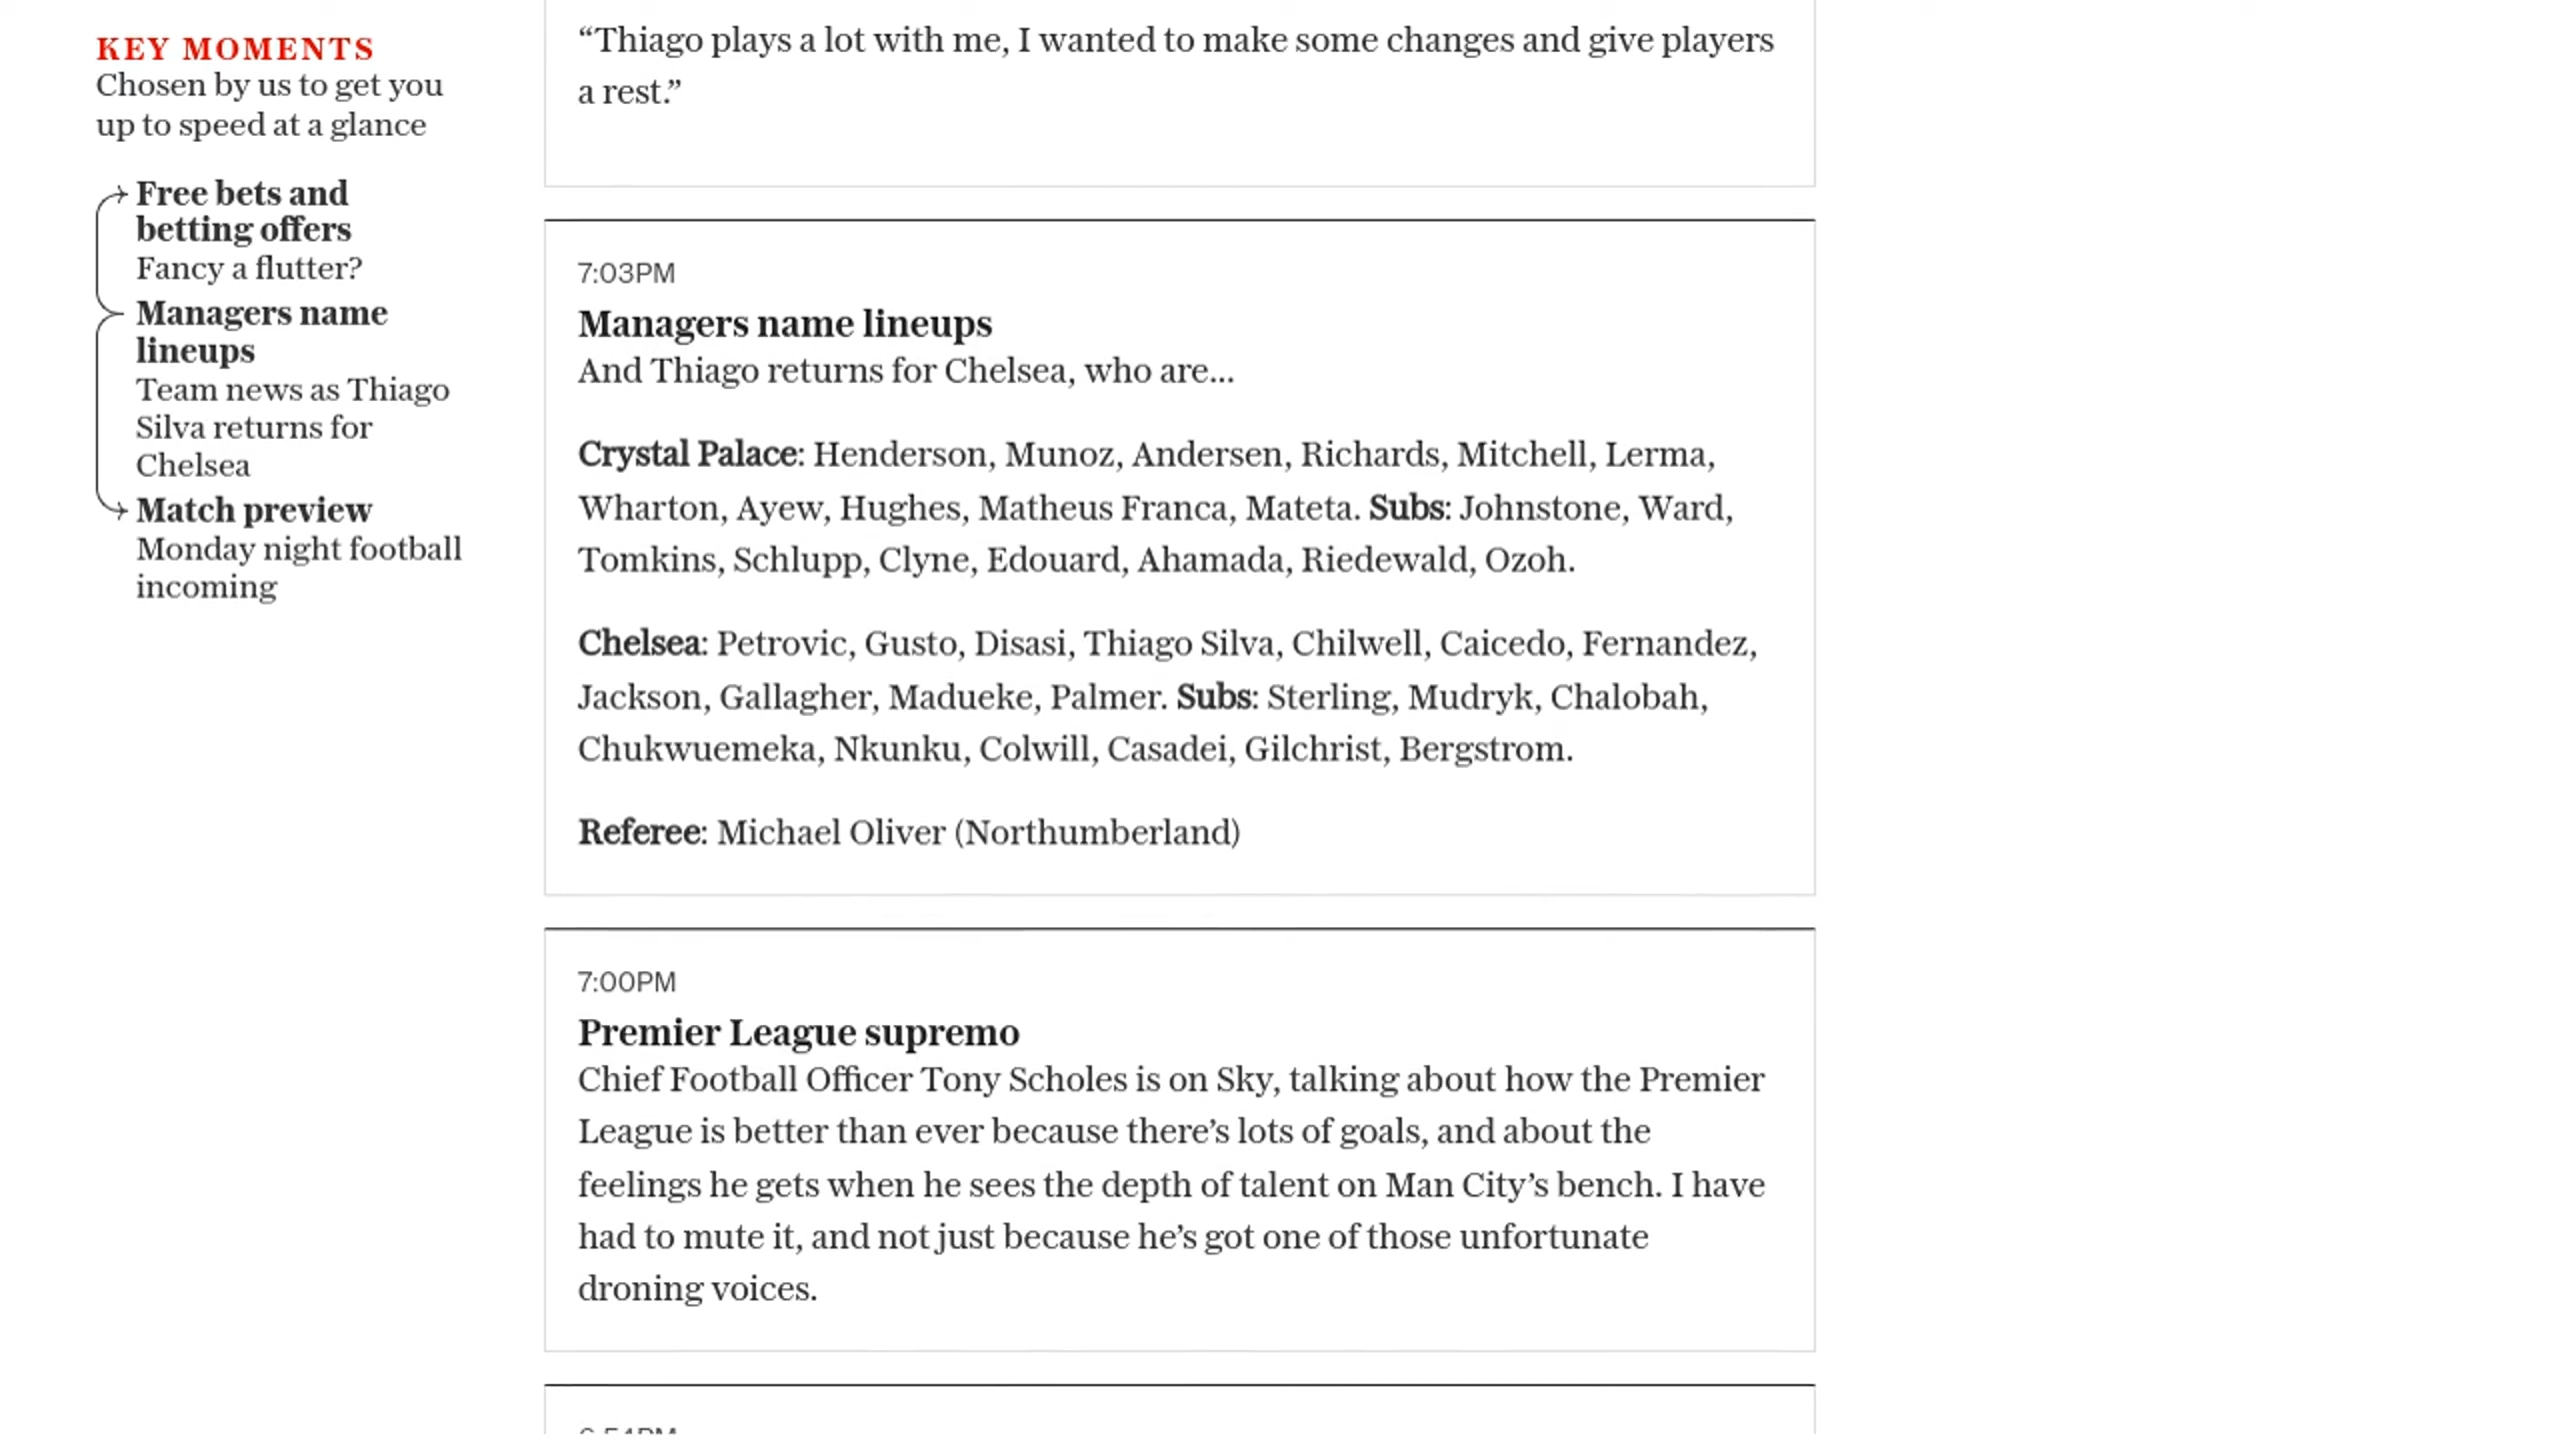 KEY MOMENTS
Chosen by us to get you
up to speed at a glance
Free bets and
betting offers
Fancy a flutter?
Managers name
lineups
Team news as Thiago
Silva returns for
Chelsea
Match preview
Monday night football
incoming
“Thiago plays a lot with me, I wanted to make some changes and give players
a rest.”
7:03PM
Managers name lineups
And Thiago returns for Chelsea, who are...
Crystal Palace: Henderson, Munoz, Andersen, Richards, Mitchell, Lerma,
Wharton, Ayew, Hughes, Matheus Franca, Mateta. Subs: Johnstone, Ward,
Tomkins, Schlupp, Clyne, Edouard, Ahamada, Riedewald, Ozoh.
Chelsea: Petrovic, Gusto, Disasi, Thiago Silva, Chilwell, Caicedo, Fernandez,
Jackson, Gallagher, Madueke, Palmer. Subs: Sterling, Mudryk, Chalobah,
Chukwuemeka, Nkunku, Colwill, Casadei, Gilchrist, Bergstrom.
Referee: Michael Oliver (Northumberland)
7:00PM
Premier League supremo
Chief Football Officer Tony Scholes is on Sky, talking about how the Premier
League is better than ever because there’s lots of goals, and about the
feelings he gets when he sees the depth of talent on Man City’s bench. I have
had to mute it, and not just because he’s got one of those unfortunate
droning voices.